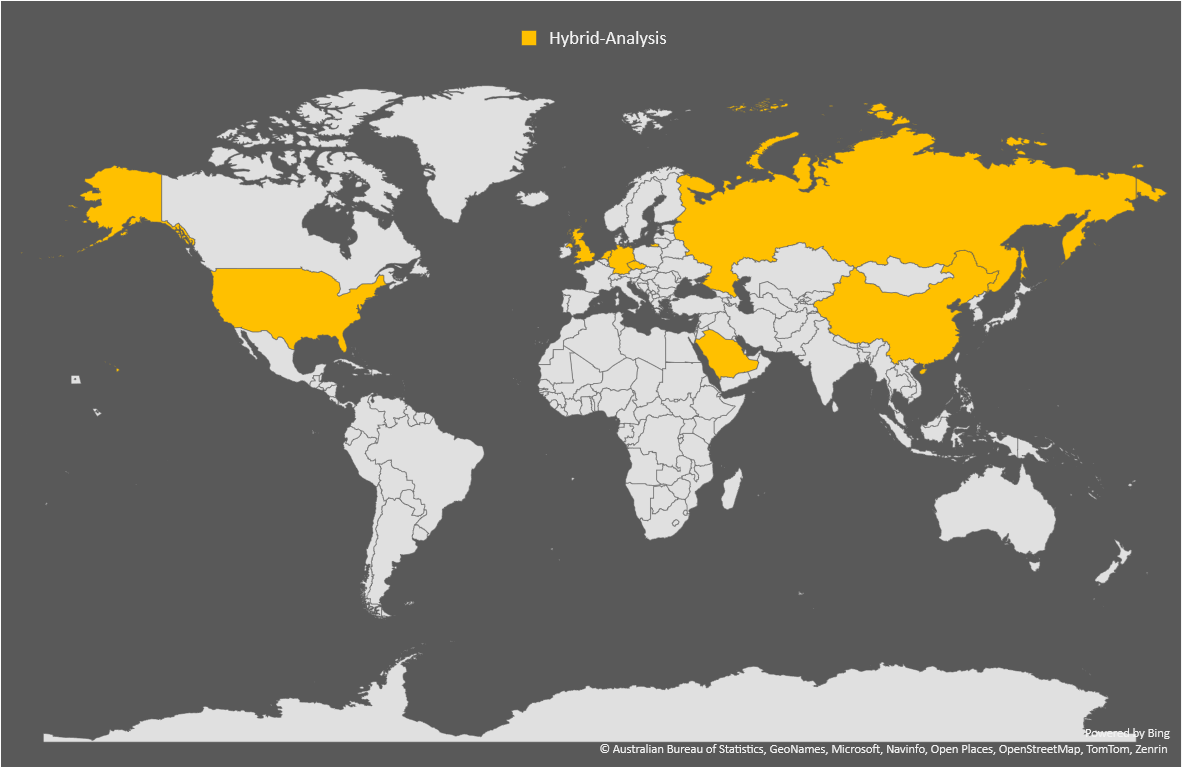 Hybrid-Analysis
Powered by Bing
© Australian Bureau of Statistics, GeoNames, Microsoft, Navinfo, Open Places, OpenStreetMap, TomTom, Zenrin